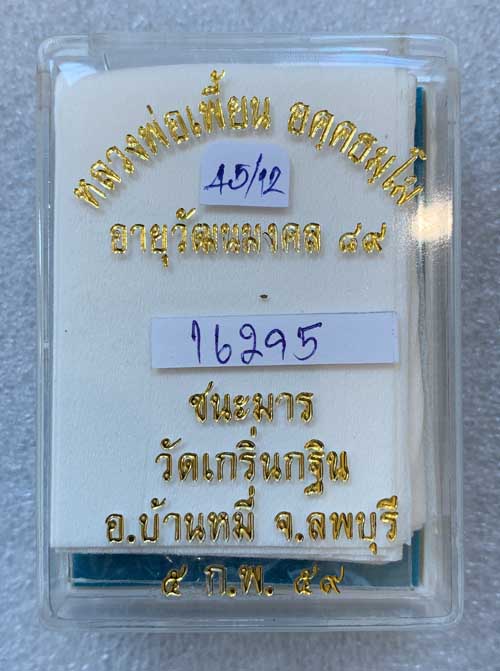 หลวงพ่อเพี้ยน อคฺคธมฺโม
45/12
อายุวัฒนมงคล ๘๙
16295
ชนะมาร
วัดเกริ่นกฐิน
อ.บ้านหมี่ จ.ลพบุรี
๕ ก.พ. ๕๙